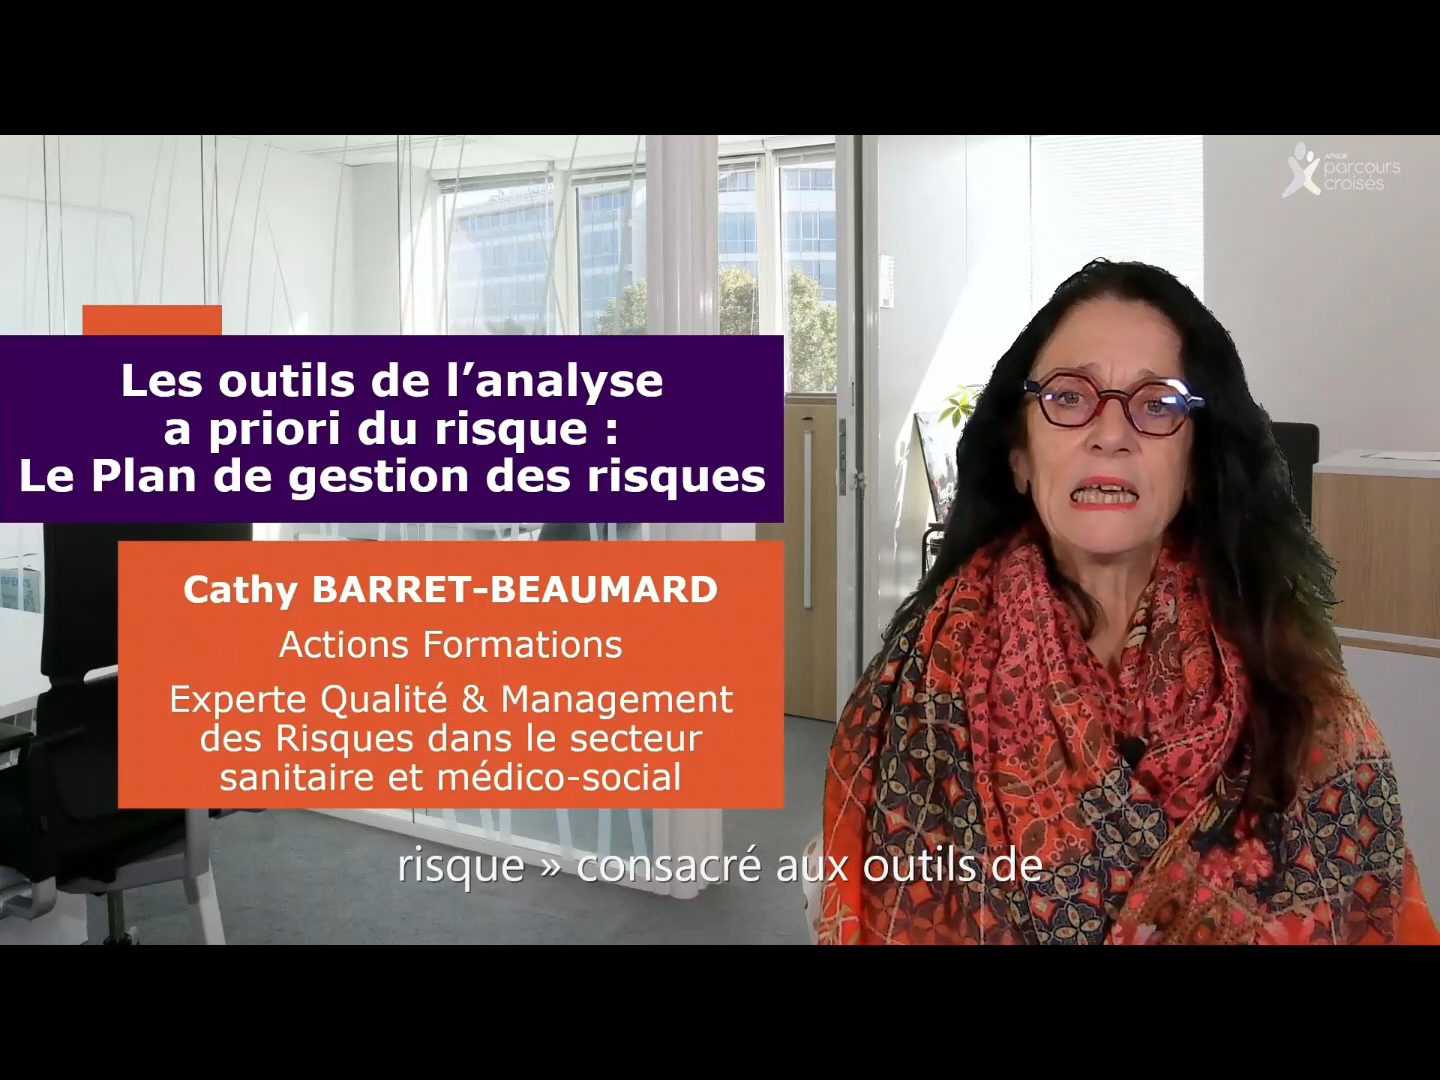 AFNOR
parcours
croisés
Les outils de l’analyse
a priori du risque :
Le Plan de gestion des risques
Cathy BARRET-BEAUMARD
Actions Formations
Experte Qualité & Management
des Risques dans le secteur
sanitaire et médico-social
risque » consacré aux outils de